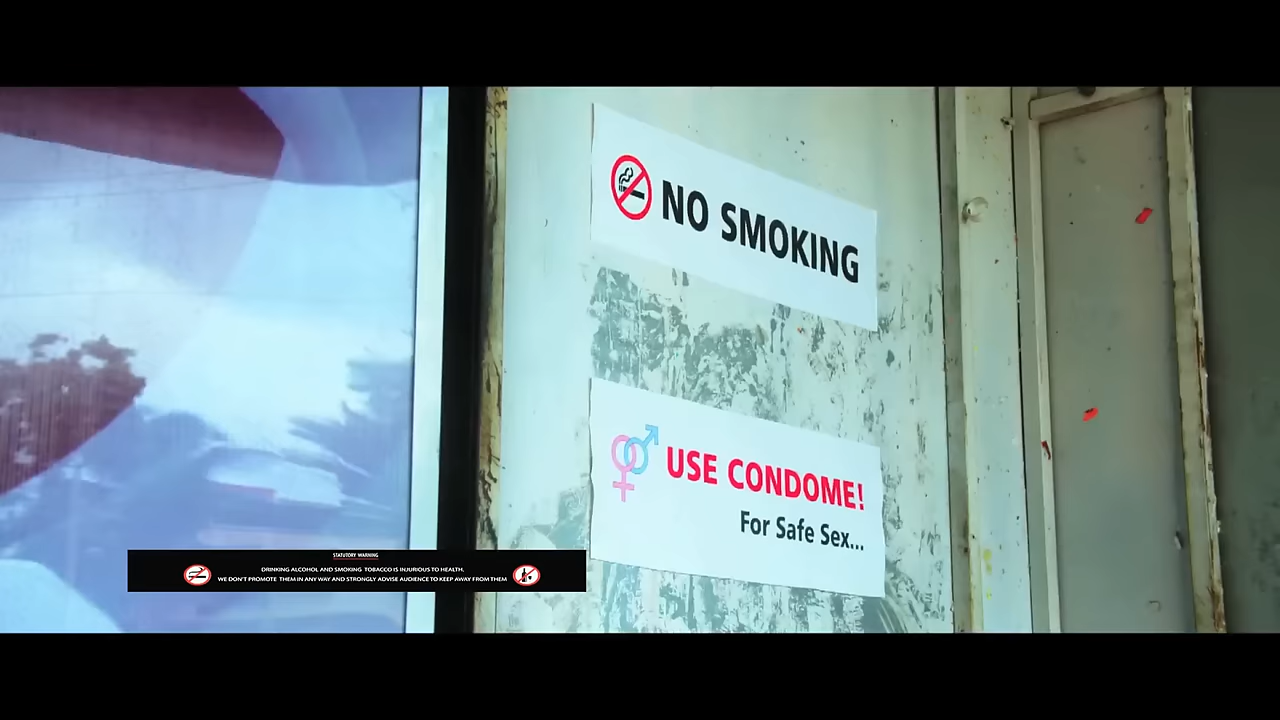 NO SMOKING
USE CONDOME!
For Safe Sex...
STATUTORY WARNING
DRINKING ALCOHOL AND SMOKING TOBACCO IS INJURIOUS TO HEALTH,
WE DON'T PROMOTE THEM IN ANY WAY AND STRONGLY ADVISE AUDIENCE TO KEEP AWAY FROM THEM